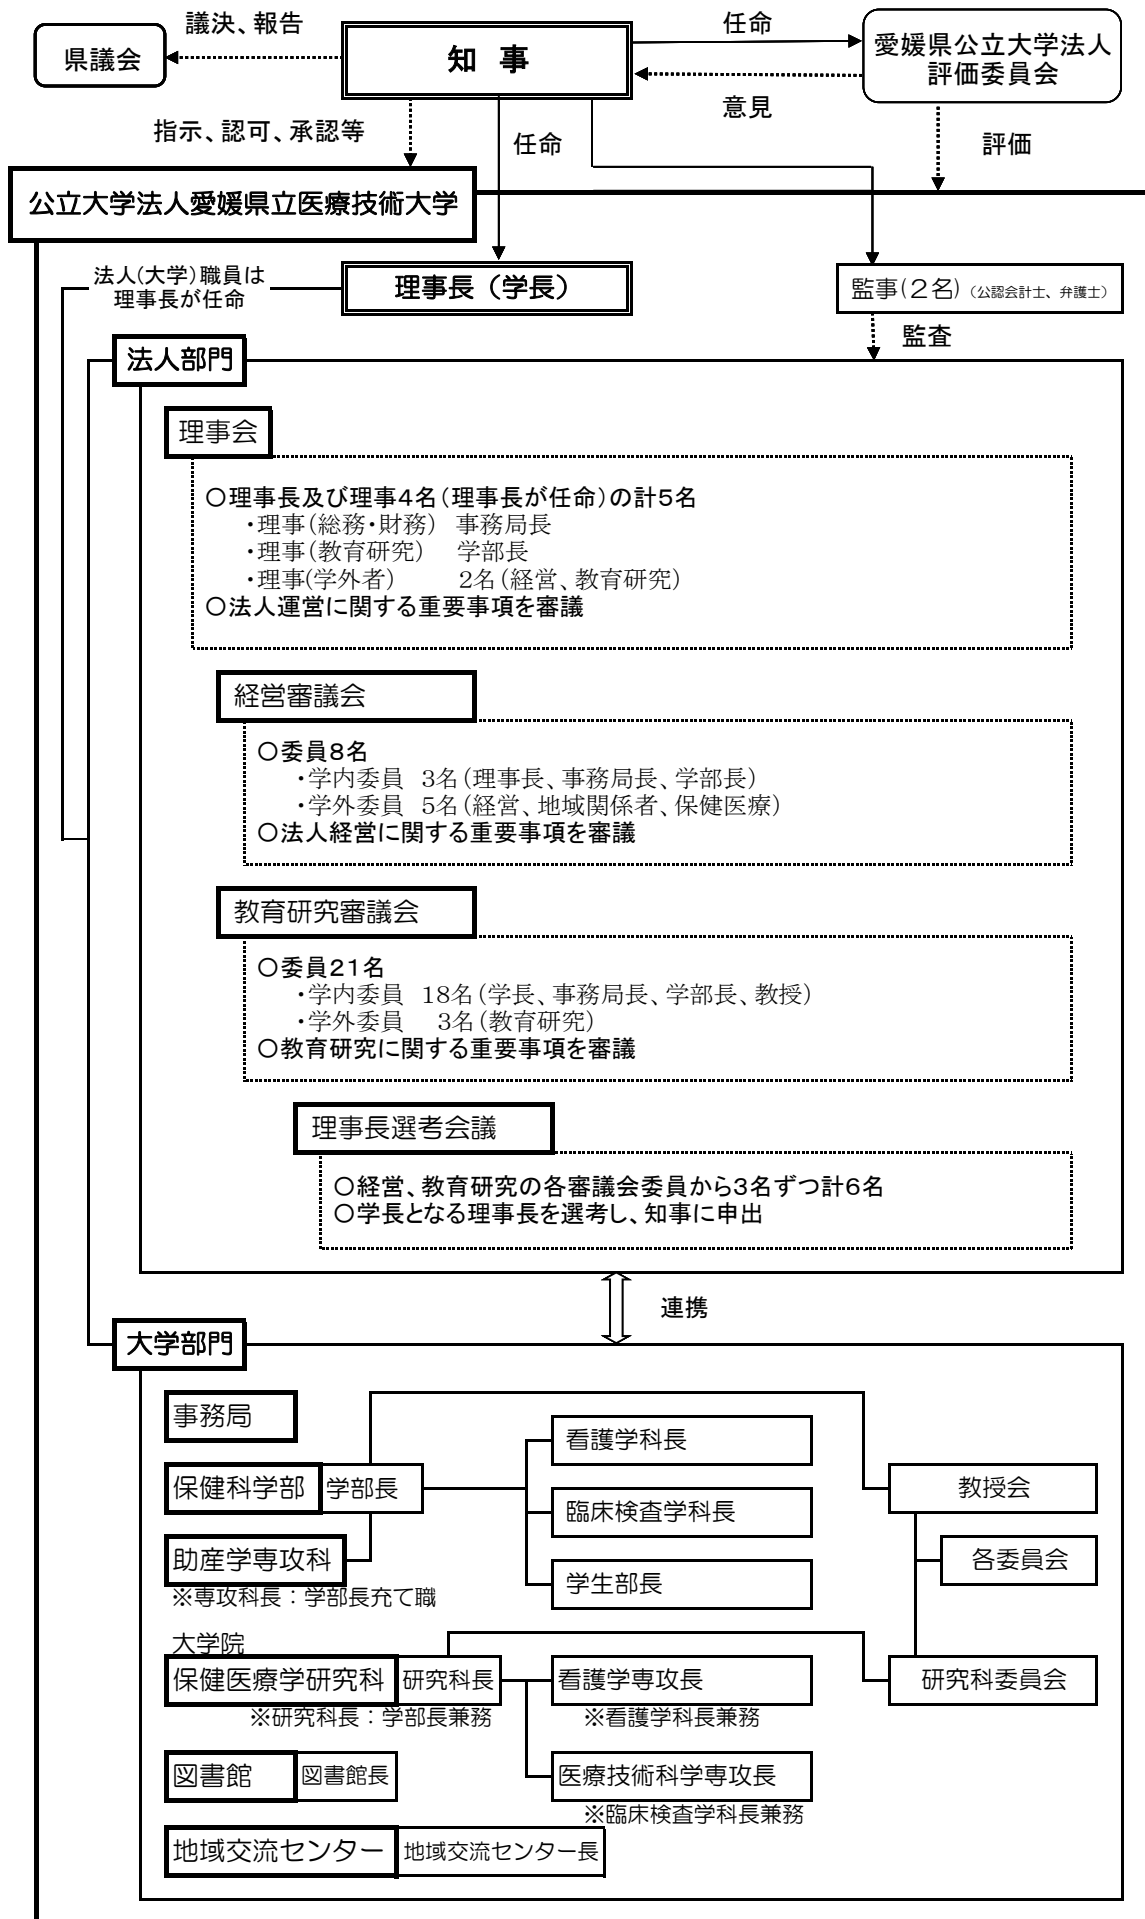 議決、報告
県議会
知 事
任命
愛媛県公立大学法人
評価委員会
意見
指示、認可、承認等
任命
評価
公立大学法人愛媛県立医療技術大学
法人(大学)職員は
理事長が任命
理事長（学長）
監事(２名)（公認会計士、弁護士）
監査
法人部門
理事会
○理事長及び理事4名(理事長が任命)の計5名
・理事(総務・財務) 事務局長
・理事(教育研究) 学部長
・理事(学外者) 2名(経営、教育研究)
○法人運営に関する重要事項を審議
経営審議会
○委員8名
・学内委員 3名(理事長、事務局長、学部長)
・学外委員 5名(経営、地域関係者、保健医療)
○法人経営に関する重要事項を審議
教育研究審議会
○委員21名
・学内委員 18名(学長、事務局長、学部長、教授)
・学外委員 3名(教育研究)
○教育研究に関する重要事項を審議
理事長選考会議
○経営、教育研究の各審議会委員から3名ずつ計6名
○学長となる理事長を選考し、知事に申出
連携
大学部門
事務局
看護学科長
保健科学部 学部長
教授会
臨床検査学科長
助産学専攻科
各委員会
学生部長
※専攻科長：学部長充て職
大学院
保健医療学研究科 研究科長
看護学専攻長
研究科委員会
※研究科長：学部長兼務
※看護学科長兼務
図書館 図書館長
医療技術科学専攻長
※臨床検査学科長兼務
地域交流センター 地域交流センター長